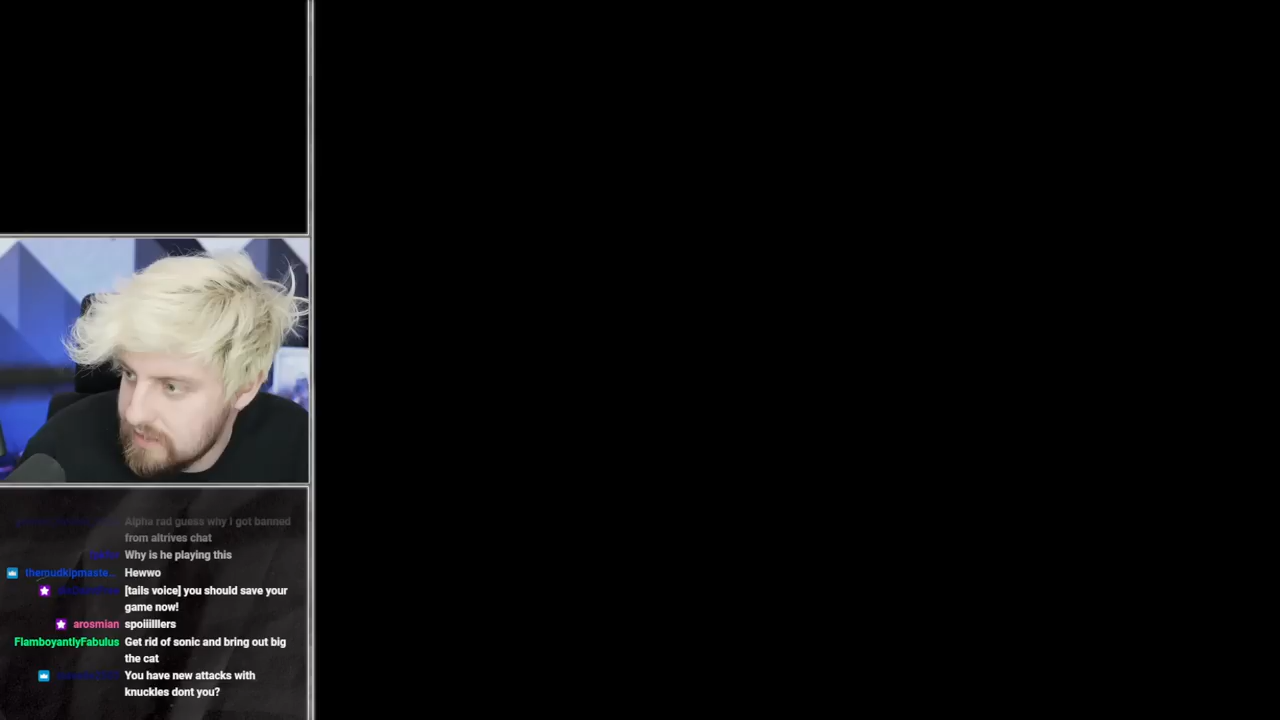 Alpha rad guess why I got banned
from altrives chat
Why is he playing this
themudkipmaste... Hewwo
[tails voice] you should save your
game now!
arosmian spoiiilllers
FlamboyantlyFabulus Get rid of sonic and bring out big
the cat
You have new attacks with
knuckles dont you?